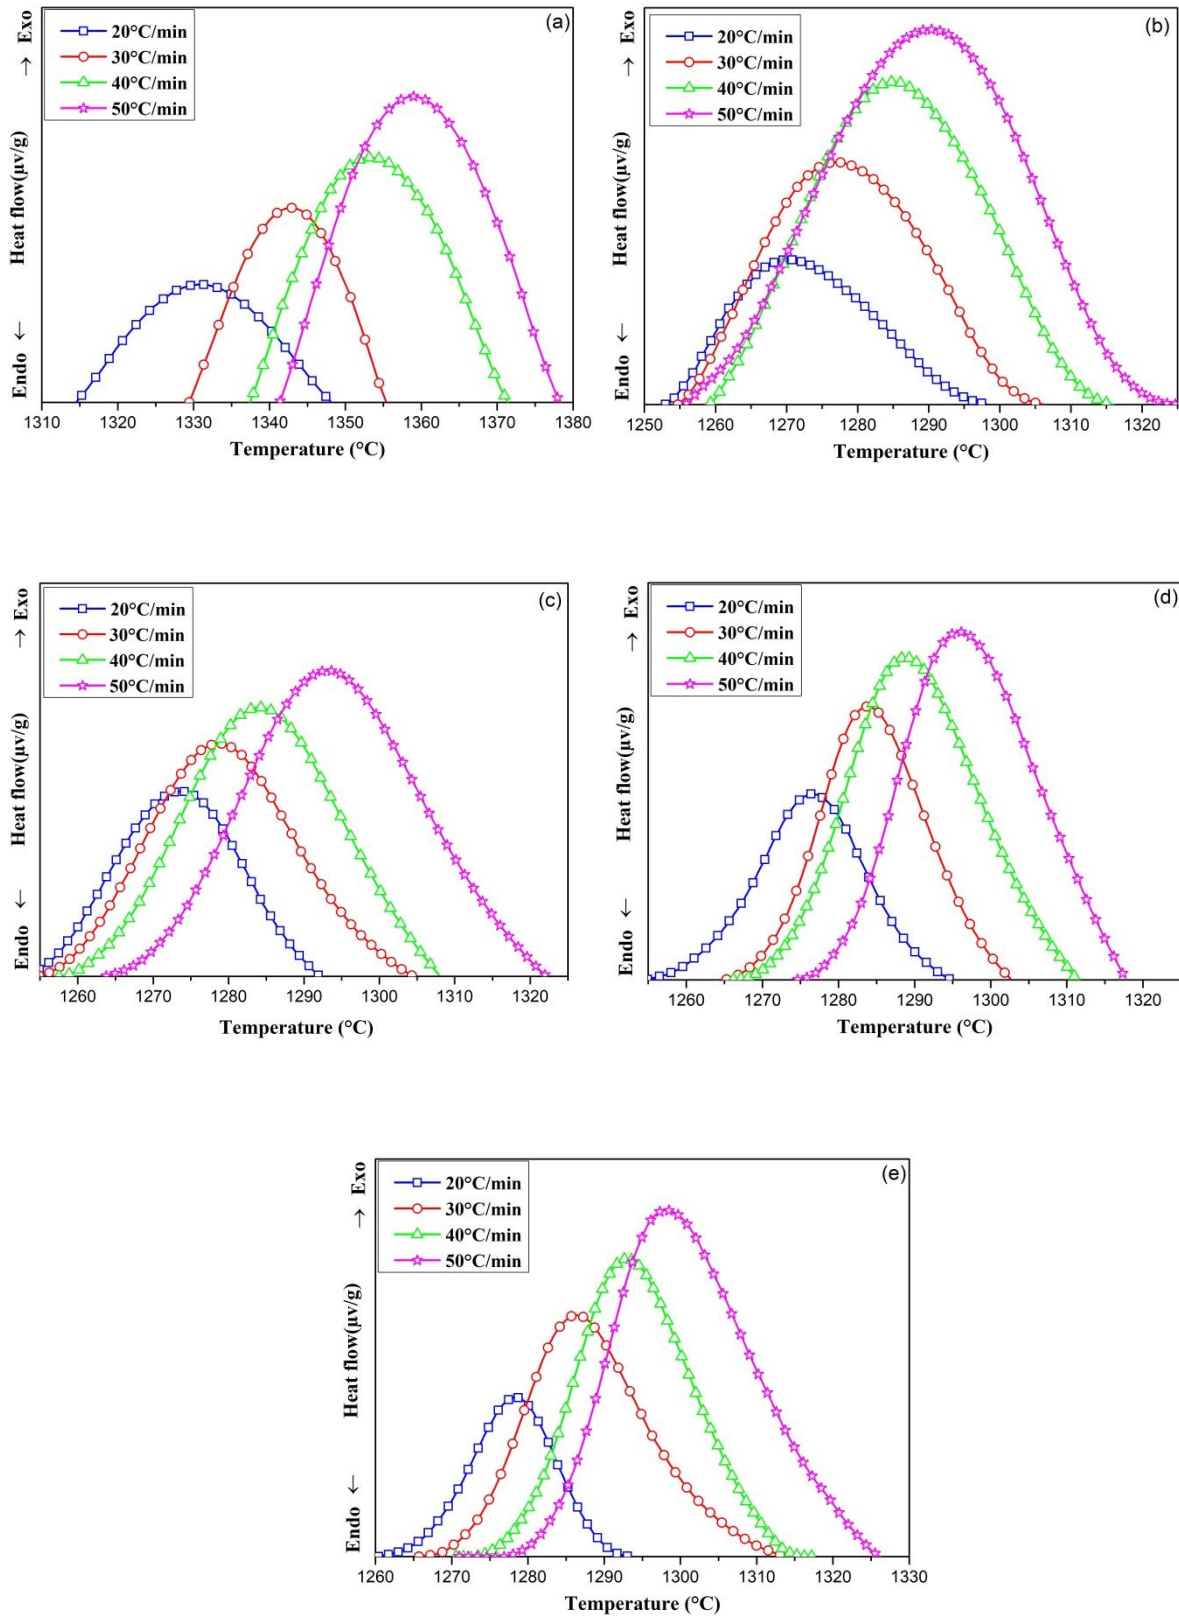 (a)
20°C/min
30°C/min
40°C/min
50°C/min
Endo ← Heat flow(μv/g) → Exo
1310 1320 1330 1340 1350 1360 1370 1380
Temperature (°C)
(b)
20°C/min
30°C/min
40°C/min
50°C/min
Endo ← Heat flow(μv/g) → Exo
1250 1260 1270 1280 1290 1300 1310 1320
Temperature (°C)
(c)
20°C/min
30°C/min
40°C/min
50°C/min
Endo ← Heat flow(μv/g) → Exo
1260 1270 1280 1290 1300 1310 1320
Temperature (°C)
(d)
20°C/min
30°C/min
40°C/min
50°C/min
Endo ← Heat flow(μv/g) → Exo
1260 1270 1280 1290 1300 1310 1320
Temperature (°C)
(e)
20°C/min
30°C/min
40°C/min
50°C/min
Endo ← Heat flow(μv/g) → Exo
1260 1270 1280 1290 1300 1310 1320 1330
Temperature (°C)